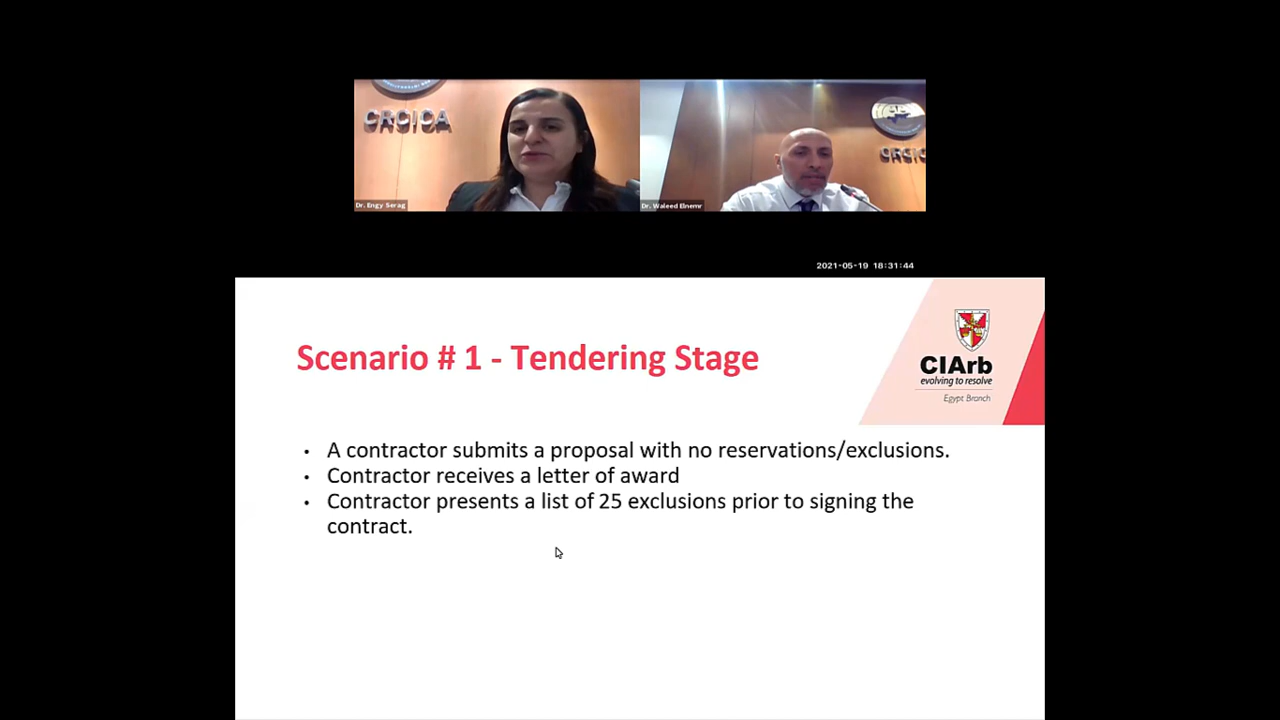 CRCICA
CRCIC
Dr. Engy Serag
Dr. Waleed Elnemr
2021-05-19 18:31:44
Scenario # 1 - Tendering Stage
CIArb
evolving to resolve
Egypt Branch
• A contractor submits a proposal with no reservations/exclusions.
• Contractor receives a letter of award
• Contractor presents a list of 25 exclusions prior to signing the
contract.